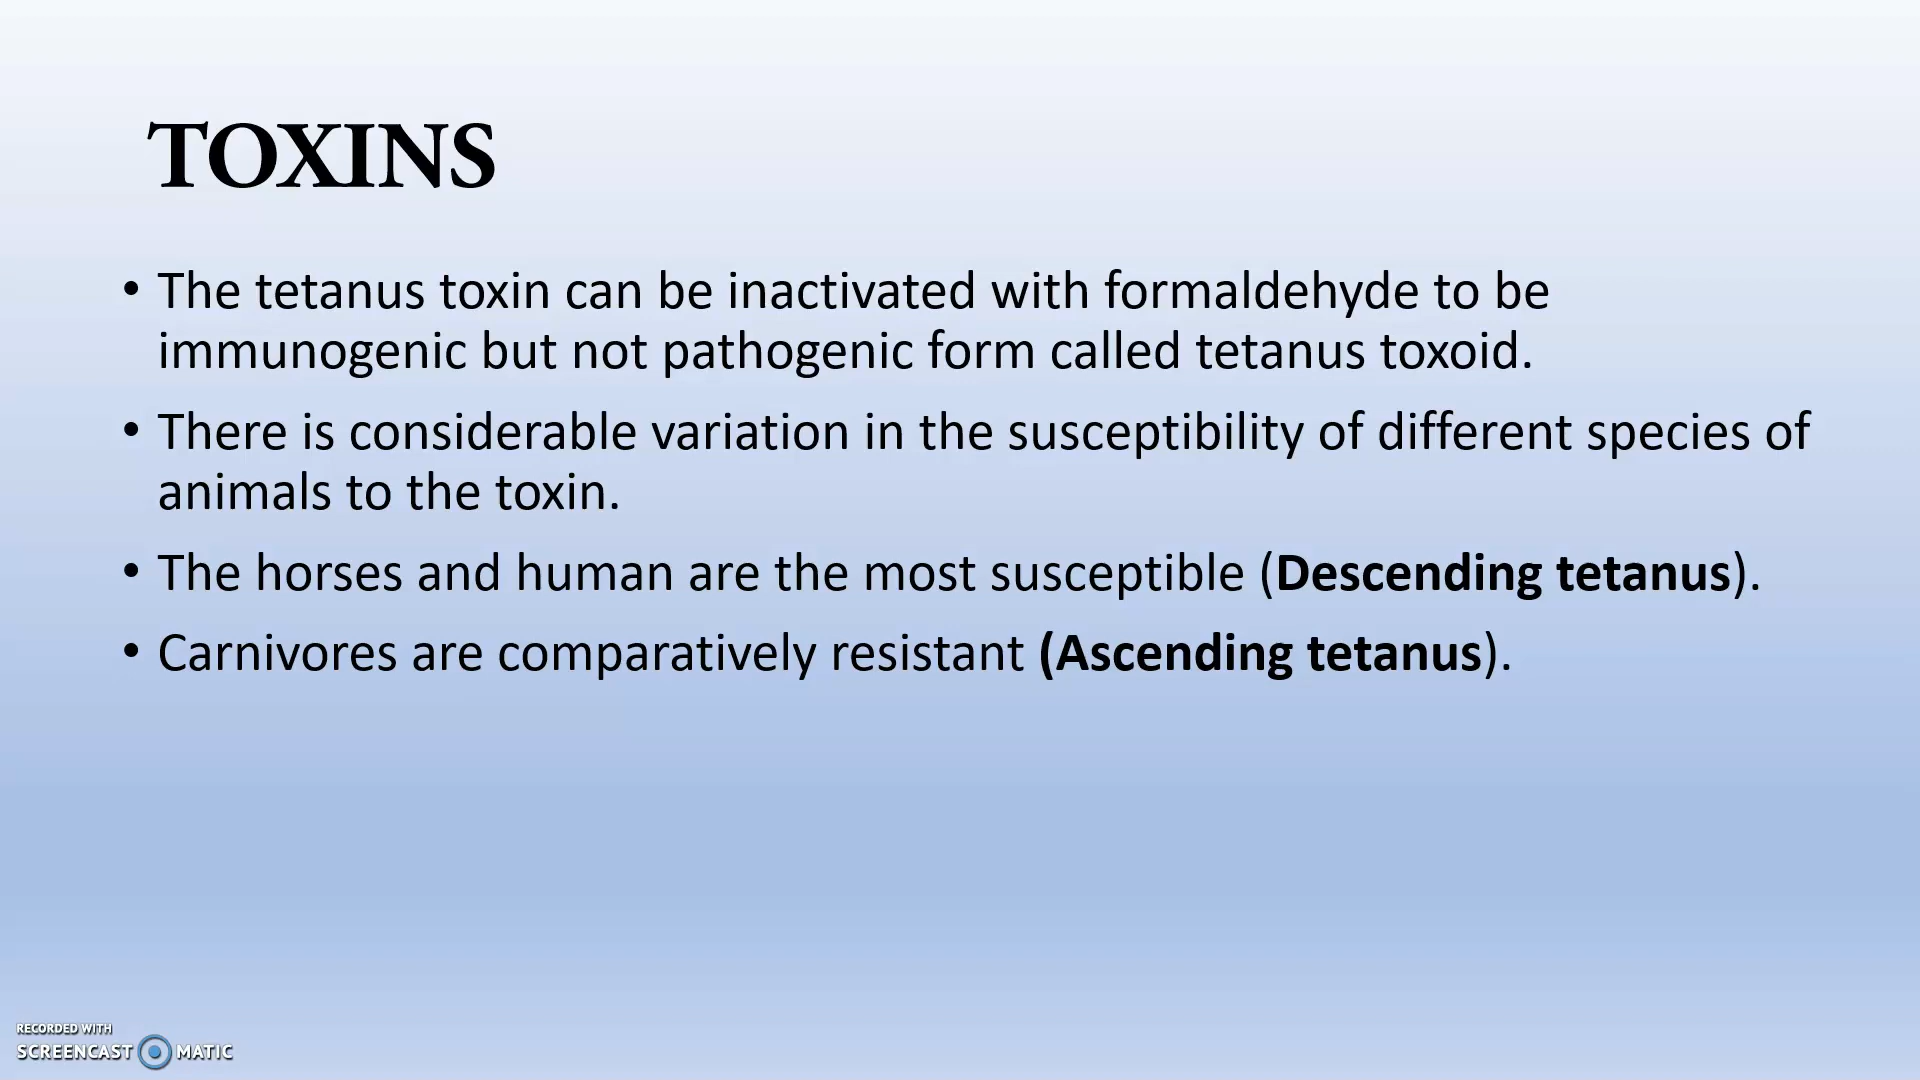 TOXINS
• The tetanus toxin can be inactivated with formaldehyde to be
immunogenic but not pathogenic form called tetanus toxoid.
• There is considerable variation in the susceptibility of different species of
animals to the toxin.
• The horses and human are the most susceptible (Descending tetanus).
• Carnivores are comparatively resistant (Ascending tetanus).
RECORDED WITH
SCREENCAST MATIC